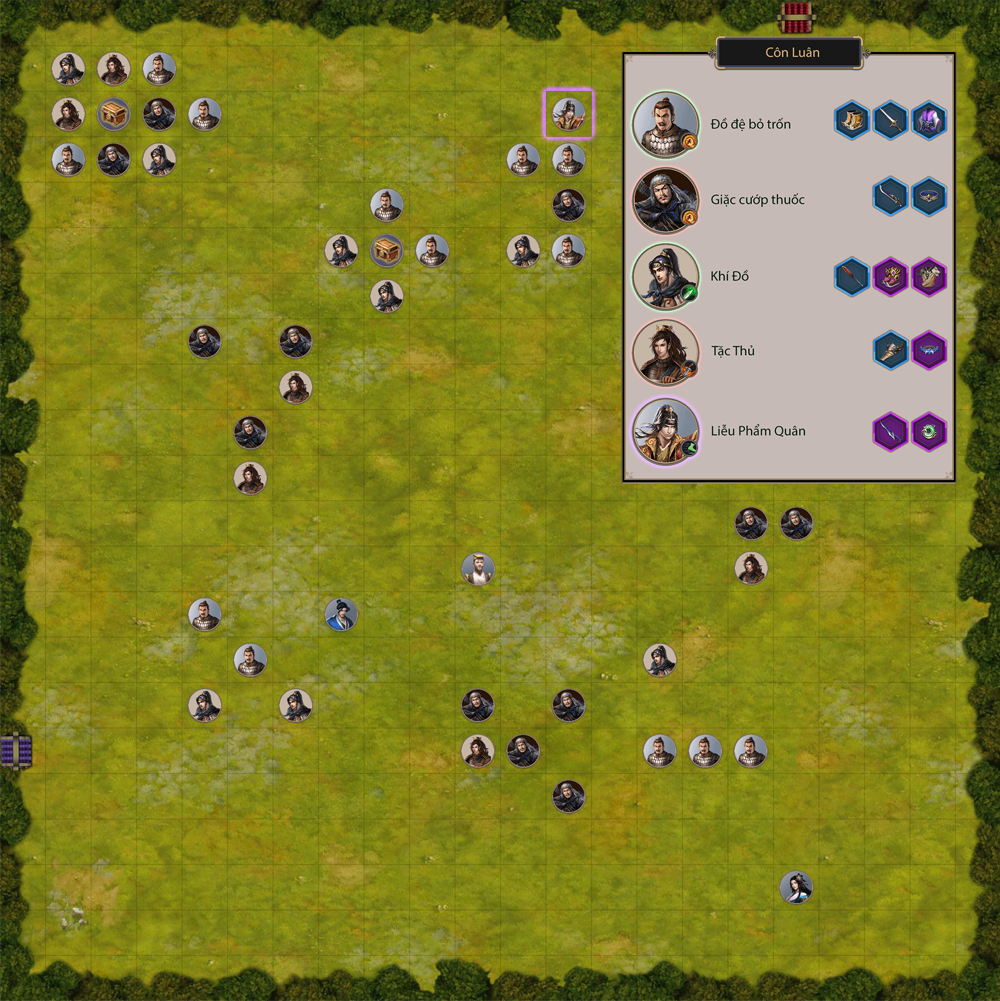 Côn Luân
Đồ đệ bỏ trốn
Giặc cướp thuốc
Khí Đồ
Tặc Thủ
Liễu Phẩm Quân